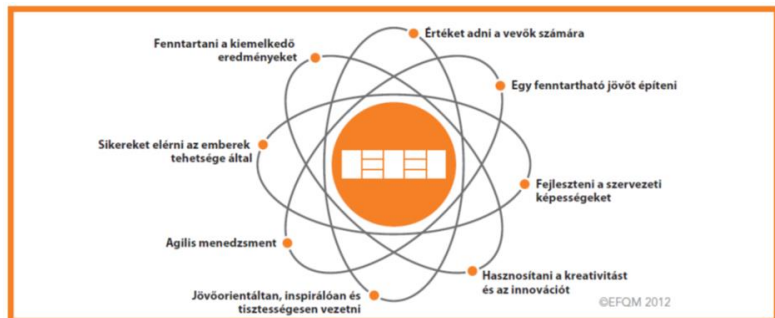 Értéket adni a vevők számára
Egy fenntartható jövőt építeni
Fejleszteni a szervezeti
képességeket
Hasznosítani a kreativitást
és az innovációt
Jövőorientáltan, inspirálóan és
tisztességesen vezetni
Agilis menedzsment
Sikereket elérni az emberek
tehetsége által
Fenntartani a kiemelkedő
eredményeket
©EFQM 2012